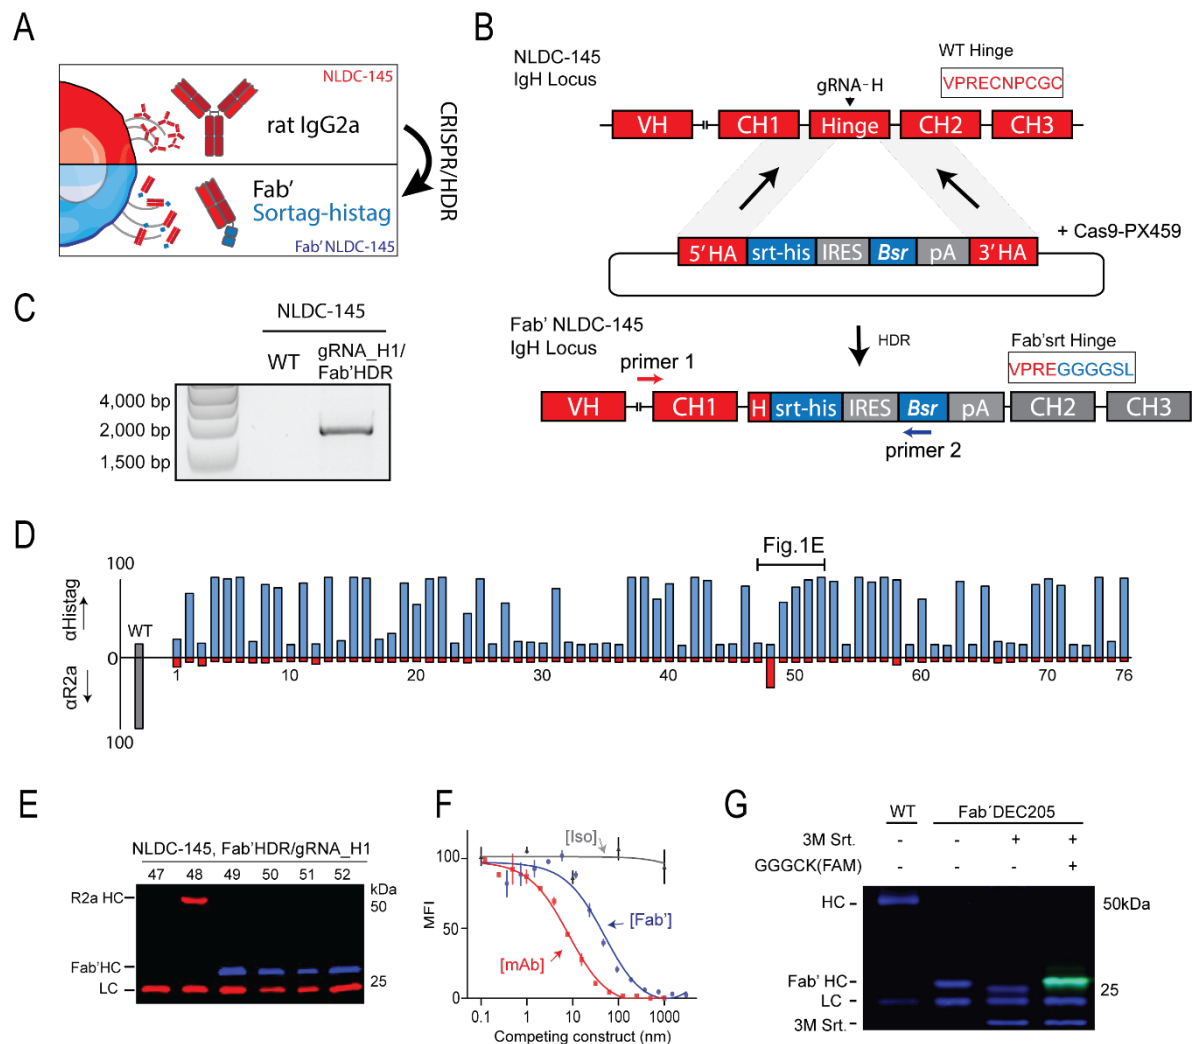 A
NLDC-145
rat IgG2a
Fab'
Sortag-histag
Fab' NLDC-145
CRISPR/HDR
B
NLDC-145
IgH Locus
WT Hinge
VPRECNPCGC
gRNA-H
VH
CH1
Hinge
CH2
CH3
+ Cas9-PX459
5' HA
srt-his
IRES
Bsr
pA
3' HA
HDR
Fab' NLDC-145
IgH Locus
Fab'srt Hinge
VPREGGGGSL
primer 1
VH
CH1
H
srt-his
IRES
Bsr
pA
CH2
CH3
primer 2
C
NLDC-145
WT
gRNA_H1/
Fab'HDR
4,000 bp
2,000 bp
1,500 bp
D
100
αHistag
WT
0
αR2a
100
Fig.1E
1
10
20
30
40
50
60
70
76
E
NLDC-145, Fab'HDR/gRNA_H1
47 48 49 50 51 52
kDa
R2a HC
50
Fab'HC
25
LC
F
[Iso]
100
[Fab']
MFI
50
[mAb]
0
0.1 1 10 100 1000
Competing construct (nm)
G
WT
Fab´DEC205
3M Srt. - - + +
GGGCK(FAM) - - - +
HC
50kDa
Fab' HC
25
LC
3M Srt.